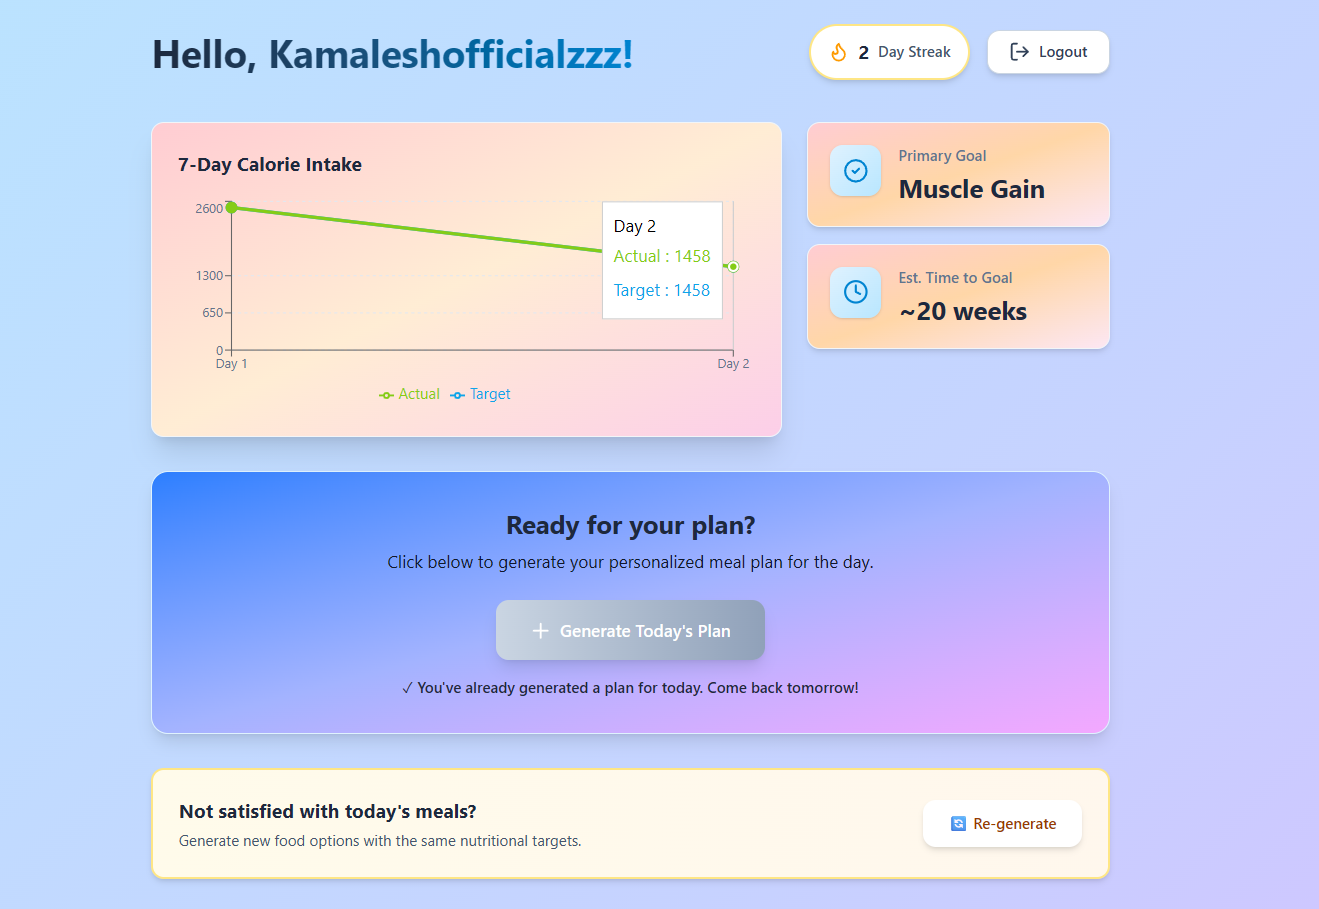 Hello, Kamaleshofficialzzz!
2 Day Streak
Logout
7-Day Calorie Intake
2600
1300
650
0
Day 1
Day 2
Day 2
Actual : 1458
Target : 1458
Actual
Target
Primary Goal
Muscle Gain
Est. Time to Goal
~20 weeks
Ready for your plan?
Click below to generate your personalized meal plan for the day.
Generate Today's Plan
✓ You've already generated a plan for today. Come back tomorrow!
Not satisfied with today's meals?
Generate new food options with the same nutritional targets.
Re-generate